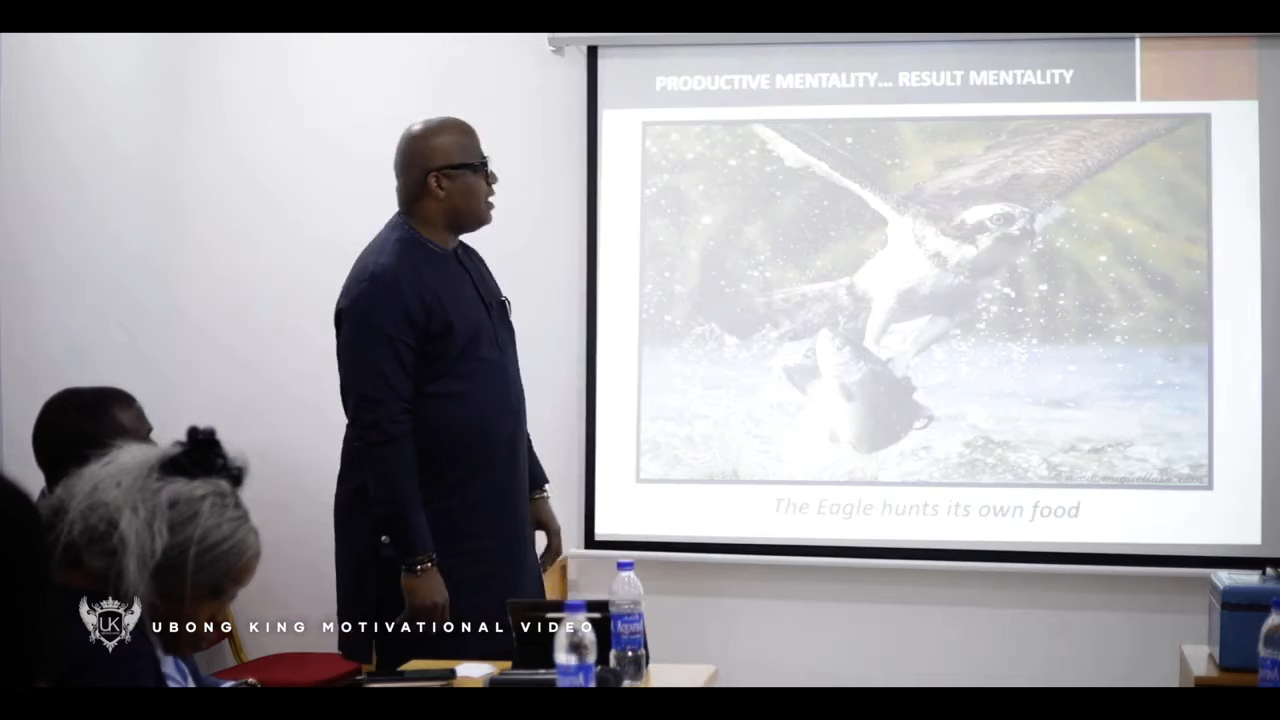 PRODUCTIVE MENTALITY... RESULT MENTALITY
The Eagle hunts its own food
UK
UBONG KING MOTIVATIONAL VIDEO
Aquafina